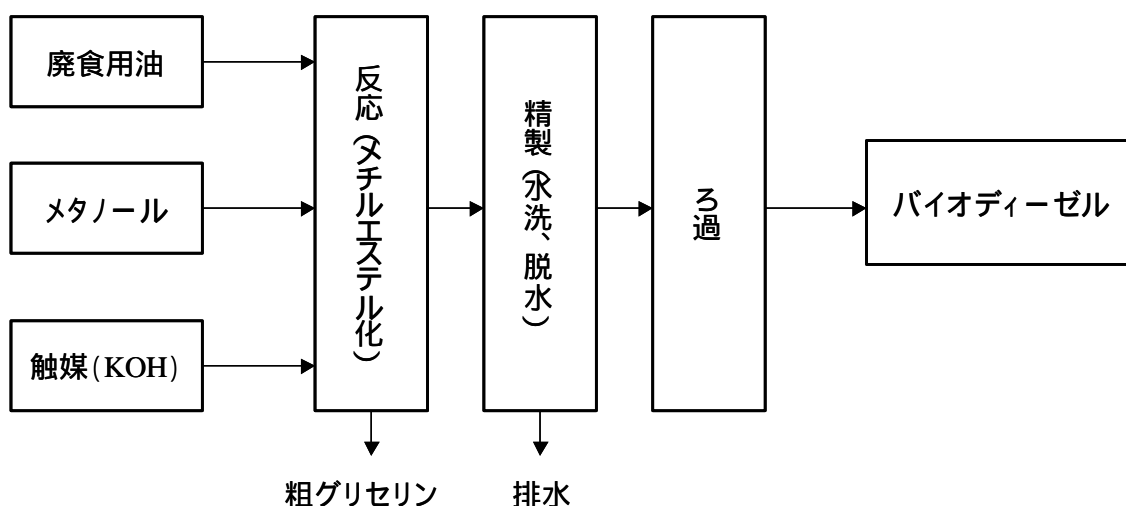 廃食用油
メタノール
触媒(KOH)
反応(メチルエステル化)
精製(水洗、脱水)
ろ過
バイオディーゼル
粗グリセリン
排水